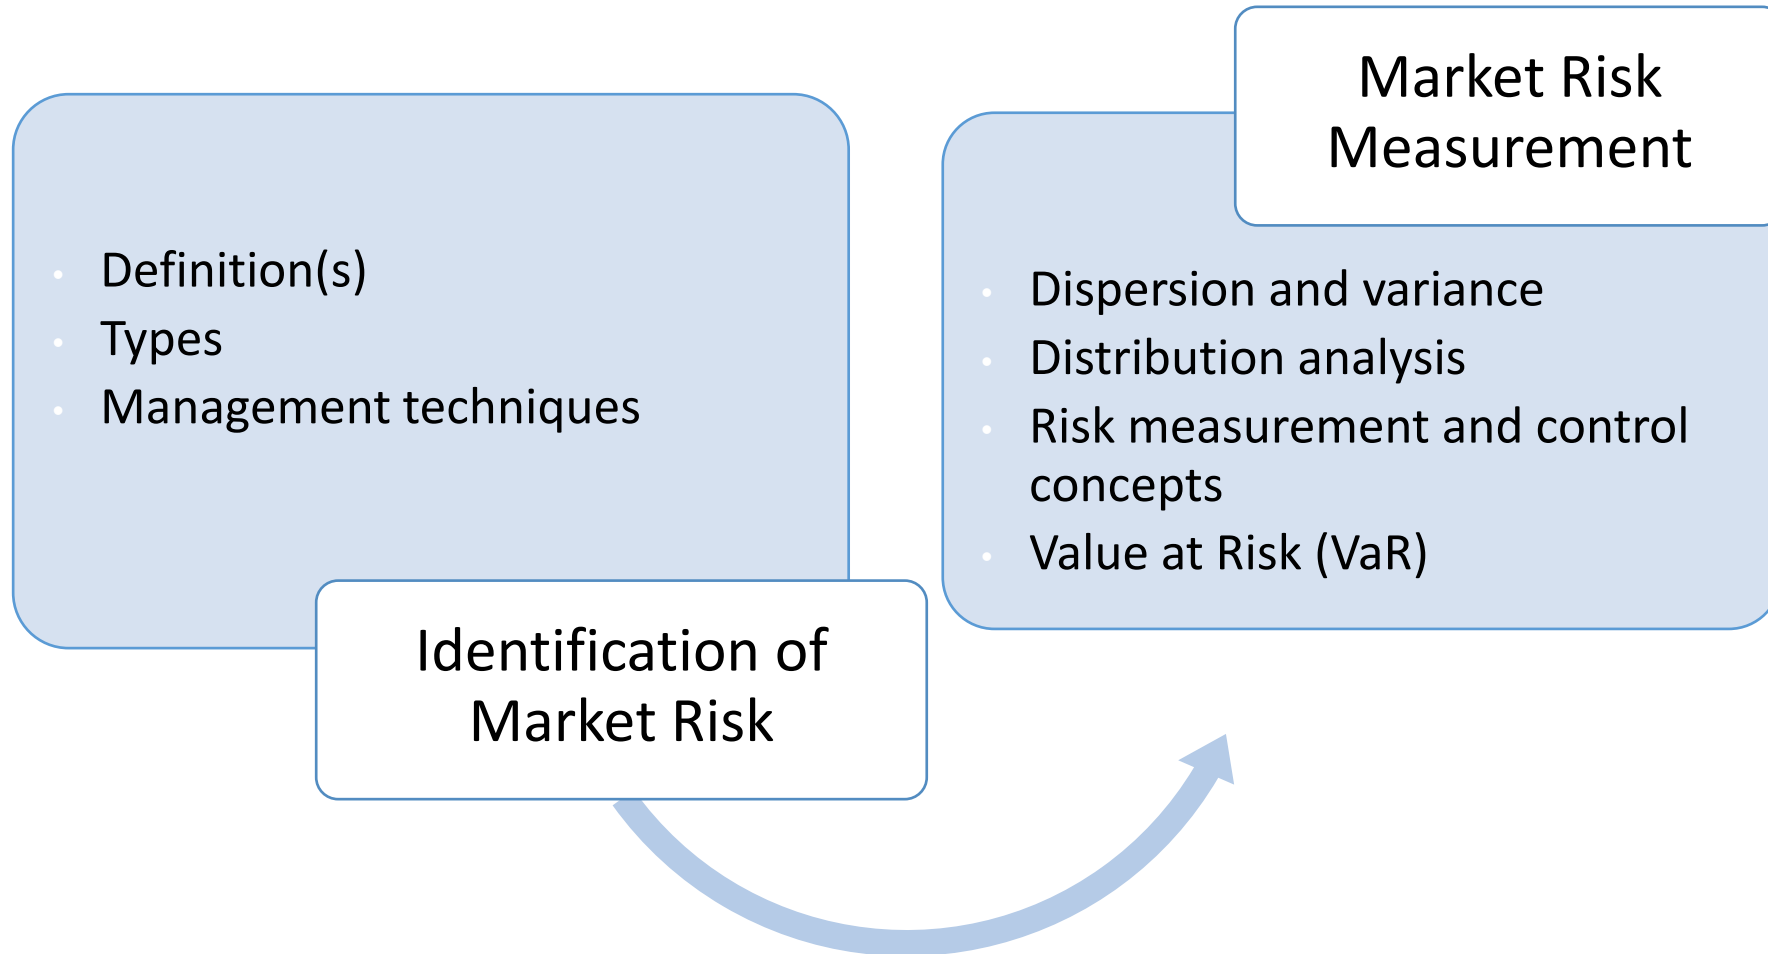 Definition(s)
Types
Management techniques
Identification of
Market Risk
Market Risk
Measurement
Dispersion and variance
Distribution analysis
Risk measurement and control
concepts
Value at Risk (VaR)